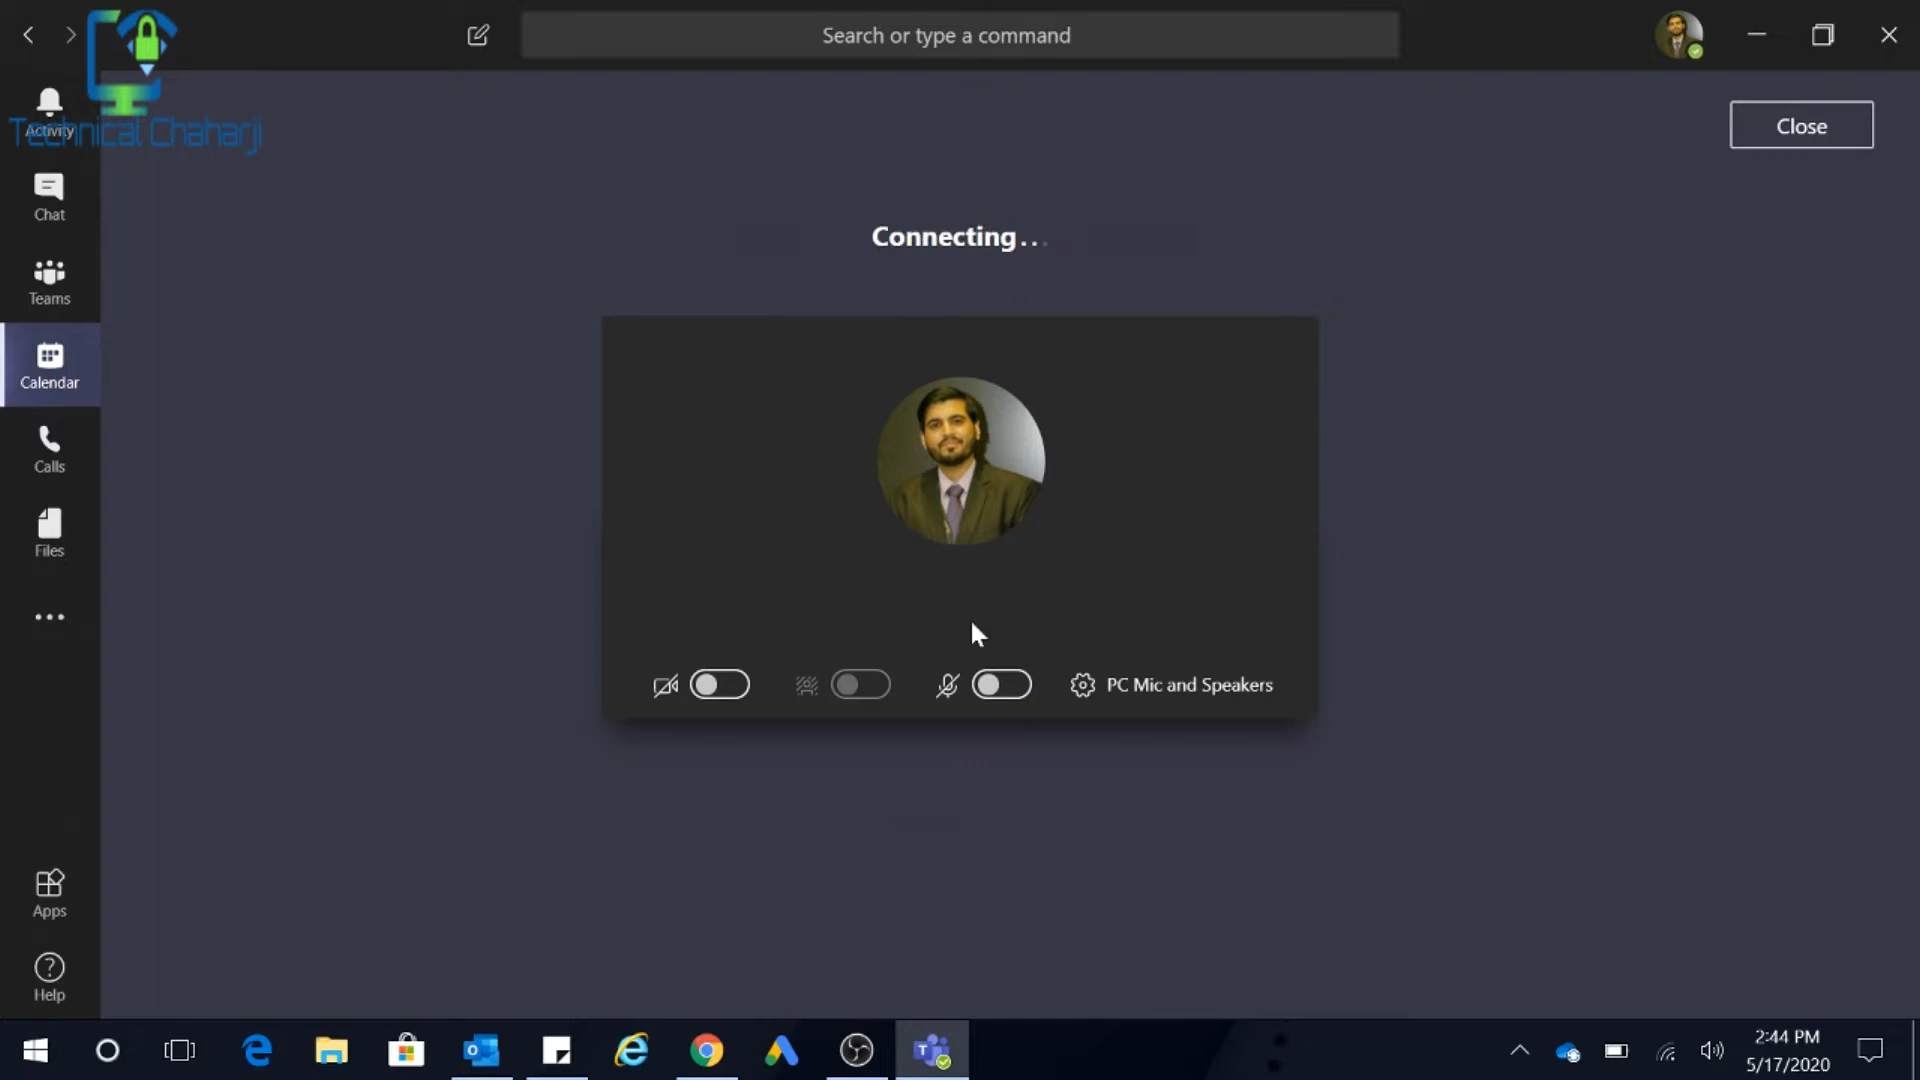 Search or type a command
Activity
Technical Chaharji
Close
Chat
Connecting...
Teams
Calendar
Calls
Files
PC Mic and Speakers
Apps
Help
2:44 PM
5/17/2020